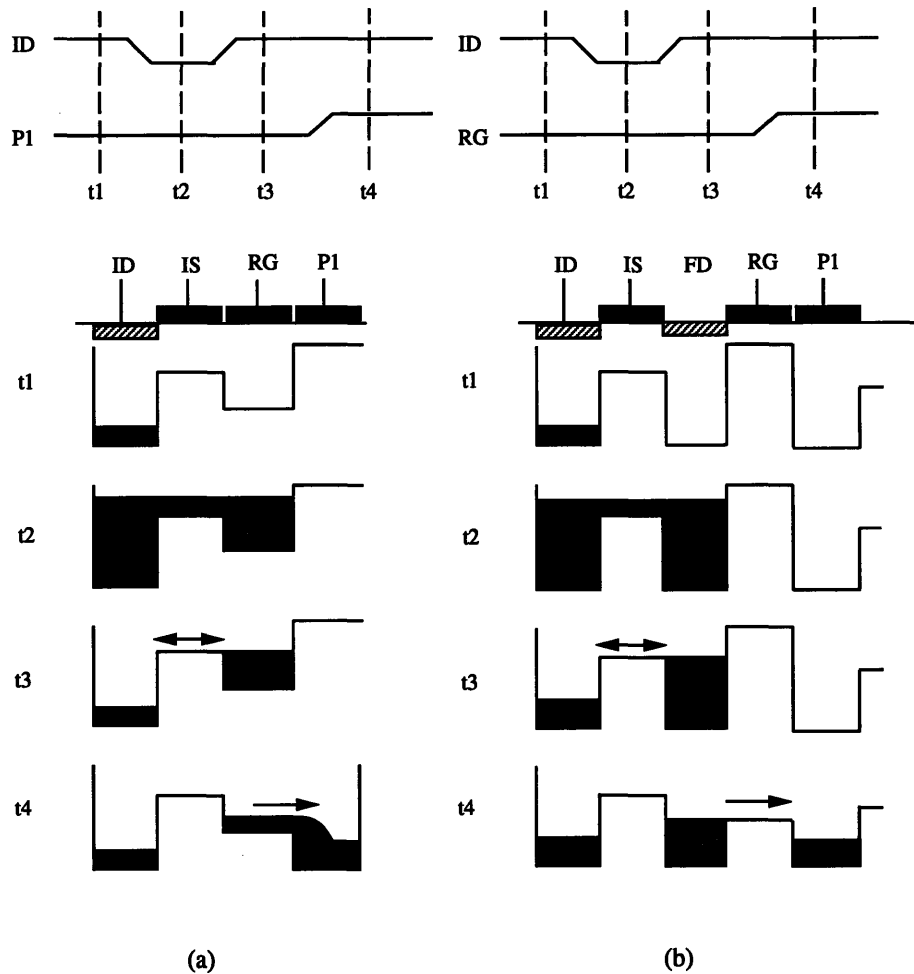 ID
P1
t1 t2 t3 t4
ID
RG
t1 t2 t3 t4
ID IS RG P1
t1
t2
t3
t4
(a)
ID IS FD RG P1
t1
t2
t3
t4
(b)